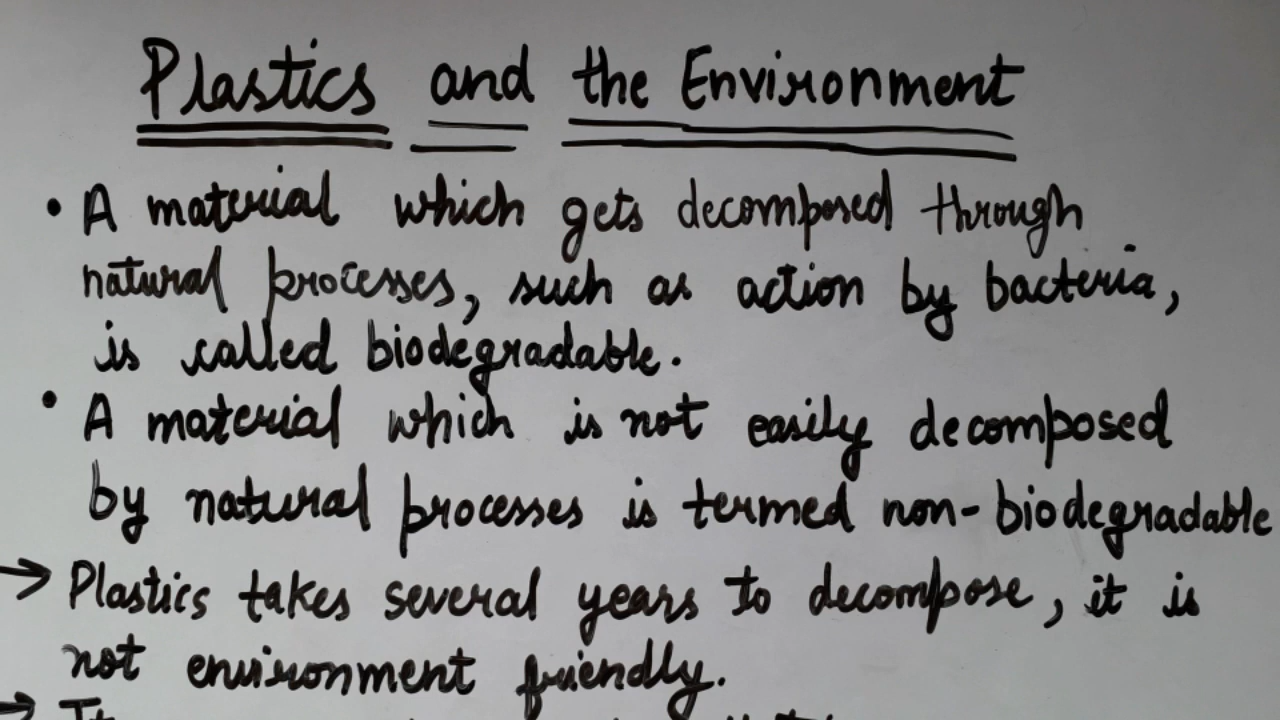 Plastics and the Environment
• A material which gets decomposed through
natural processes, such as action by bacteria,
is called biodegradable.
• A material which is not easily decomposed
by natural processes is termed non-biodegradable
→ Plastics takes several years to decompose, it is
not environment friendly.
→ It